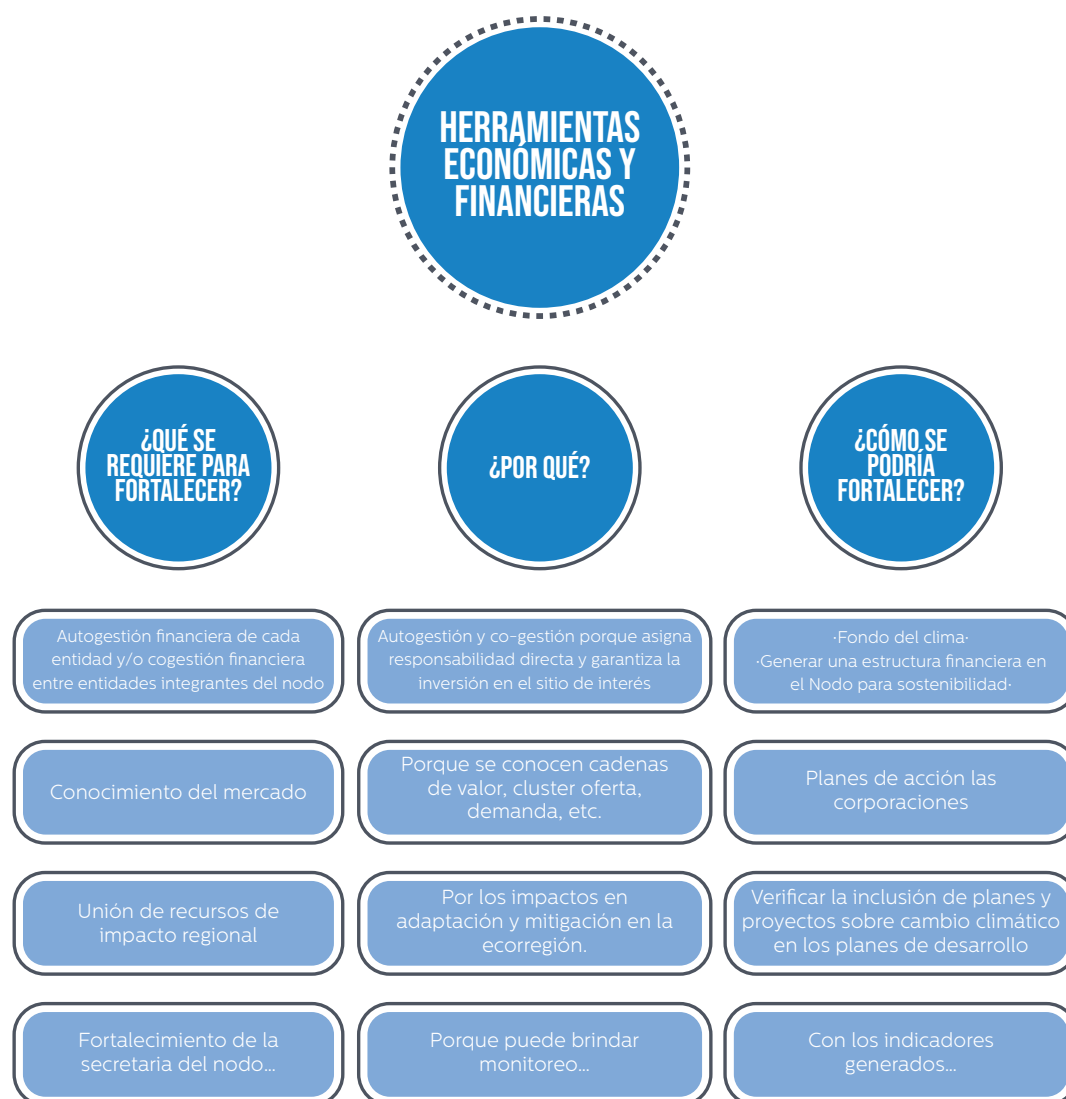 HERRAMIENTAS
ECONÓMICAS Y
FINANCIERAS
¿QUÉ SE
REQUIERE PARA
FORTALECER?
¿POR QUÉ?
¿CÓMO SE
PODRÍA
FORTALECER?
Autogestión financiera de cada
entidad y/o cogestión financiera
entre entidades integrantes del nodo
Autogestión y co-gestión porque asigna
responsabilidad directa y garantiza la
inversión en el sitio de interés
·Fondo del clima·
·Generar una estructura financiera en
el Nodo para sostenibilidad·
Conocimiento del mercado
Porque se conocen cadenas
de valor, cluster oferta,
demanda, etc.
Planes de acción las
corporaciones
Unión de recursos de
impacto regional
Por los impactos en
adaptación y mitigación en la
ecorregión.
Verificar la inclusión de planes y
proyectos sobre cambio climático
en los planes de desarrollo
Fortalecimiento de la
secretaria del nodo...
Porque puede brindar
monitoreo...
Con los indicadores
generados...